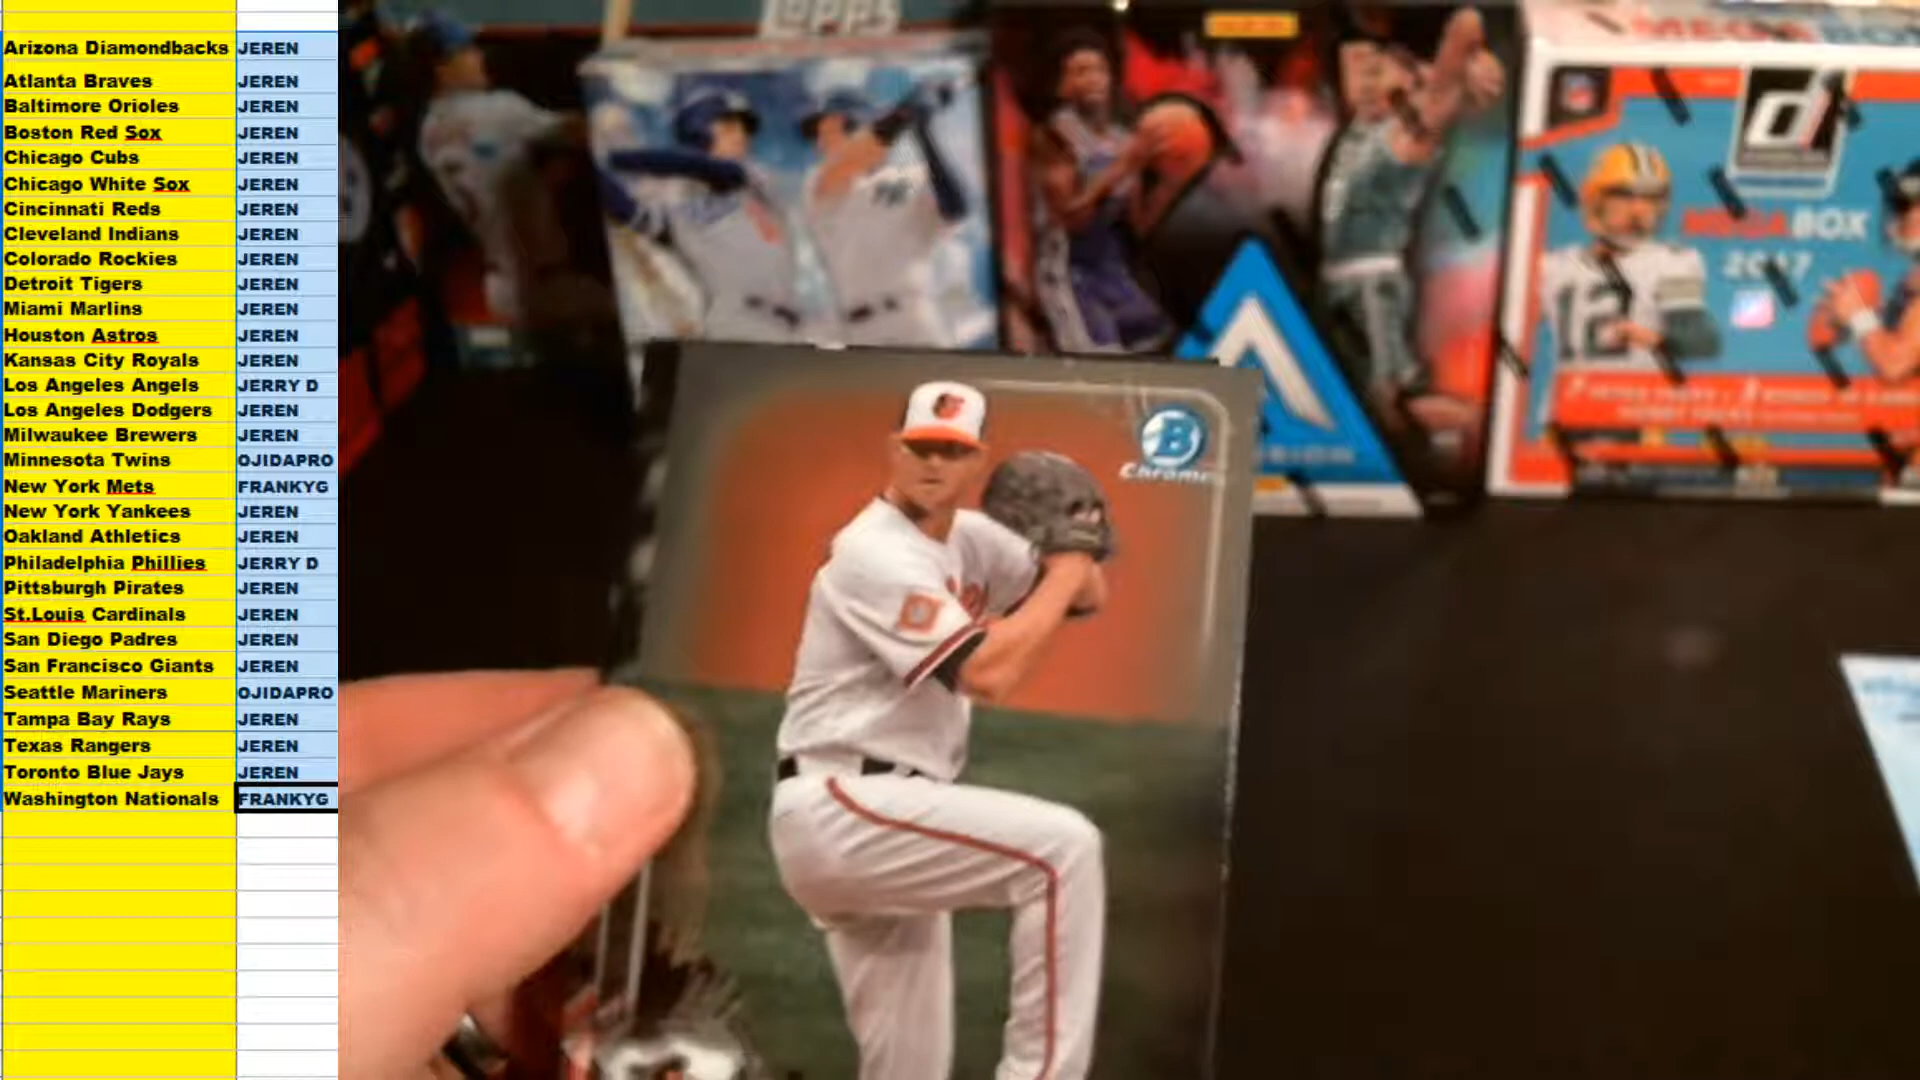 Arizona Diamondbacks JEREN
Atlanta Braves JEREN
Baltimore Orioles JEREN
Boston Red Sox JEREN
Chicago Cubs JEREN
Chicago White Sox JEREN
Cincinnati Reds JEREN
Cleveland Indians JEREN
Colorado Rockies JEREN
Detroit Tigers JEREN
Miami Marlins JEREN
Houston Astros JEREN
Kansas City Royals JEREN
Los Angeles Angels JERRY D
Los Angeles Dodgers JEREN
Milwaukee Brewers JEREN
Minnesota Twins OJIDAPRO
New York Mets FRANKYG
New York Yankees JEREN
Oakland Athletics JEREN
Philadelphia Phillies JERRY D
Pittsburgh Pirates JEREN
St.Louis Cardinals JEREN
San Diego Padres JEREN
San Francisco Giants JEREN
Seattle Mariners OJIDAPRO
Tampa Bay Rays JEREN
Texas Rangers JEREN
Toronto Blue Jays JEREN
Washington Nationals FRANKYG
Topps
MEGA BOX
d
MEGABOX
2017
12
B
Chrome